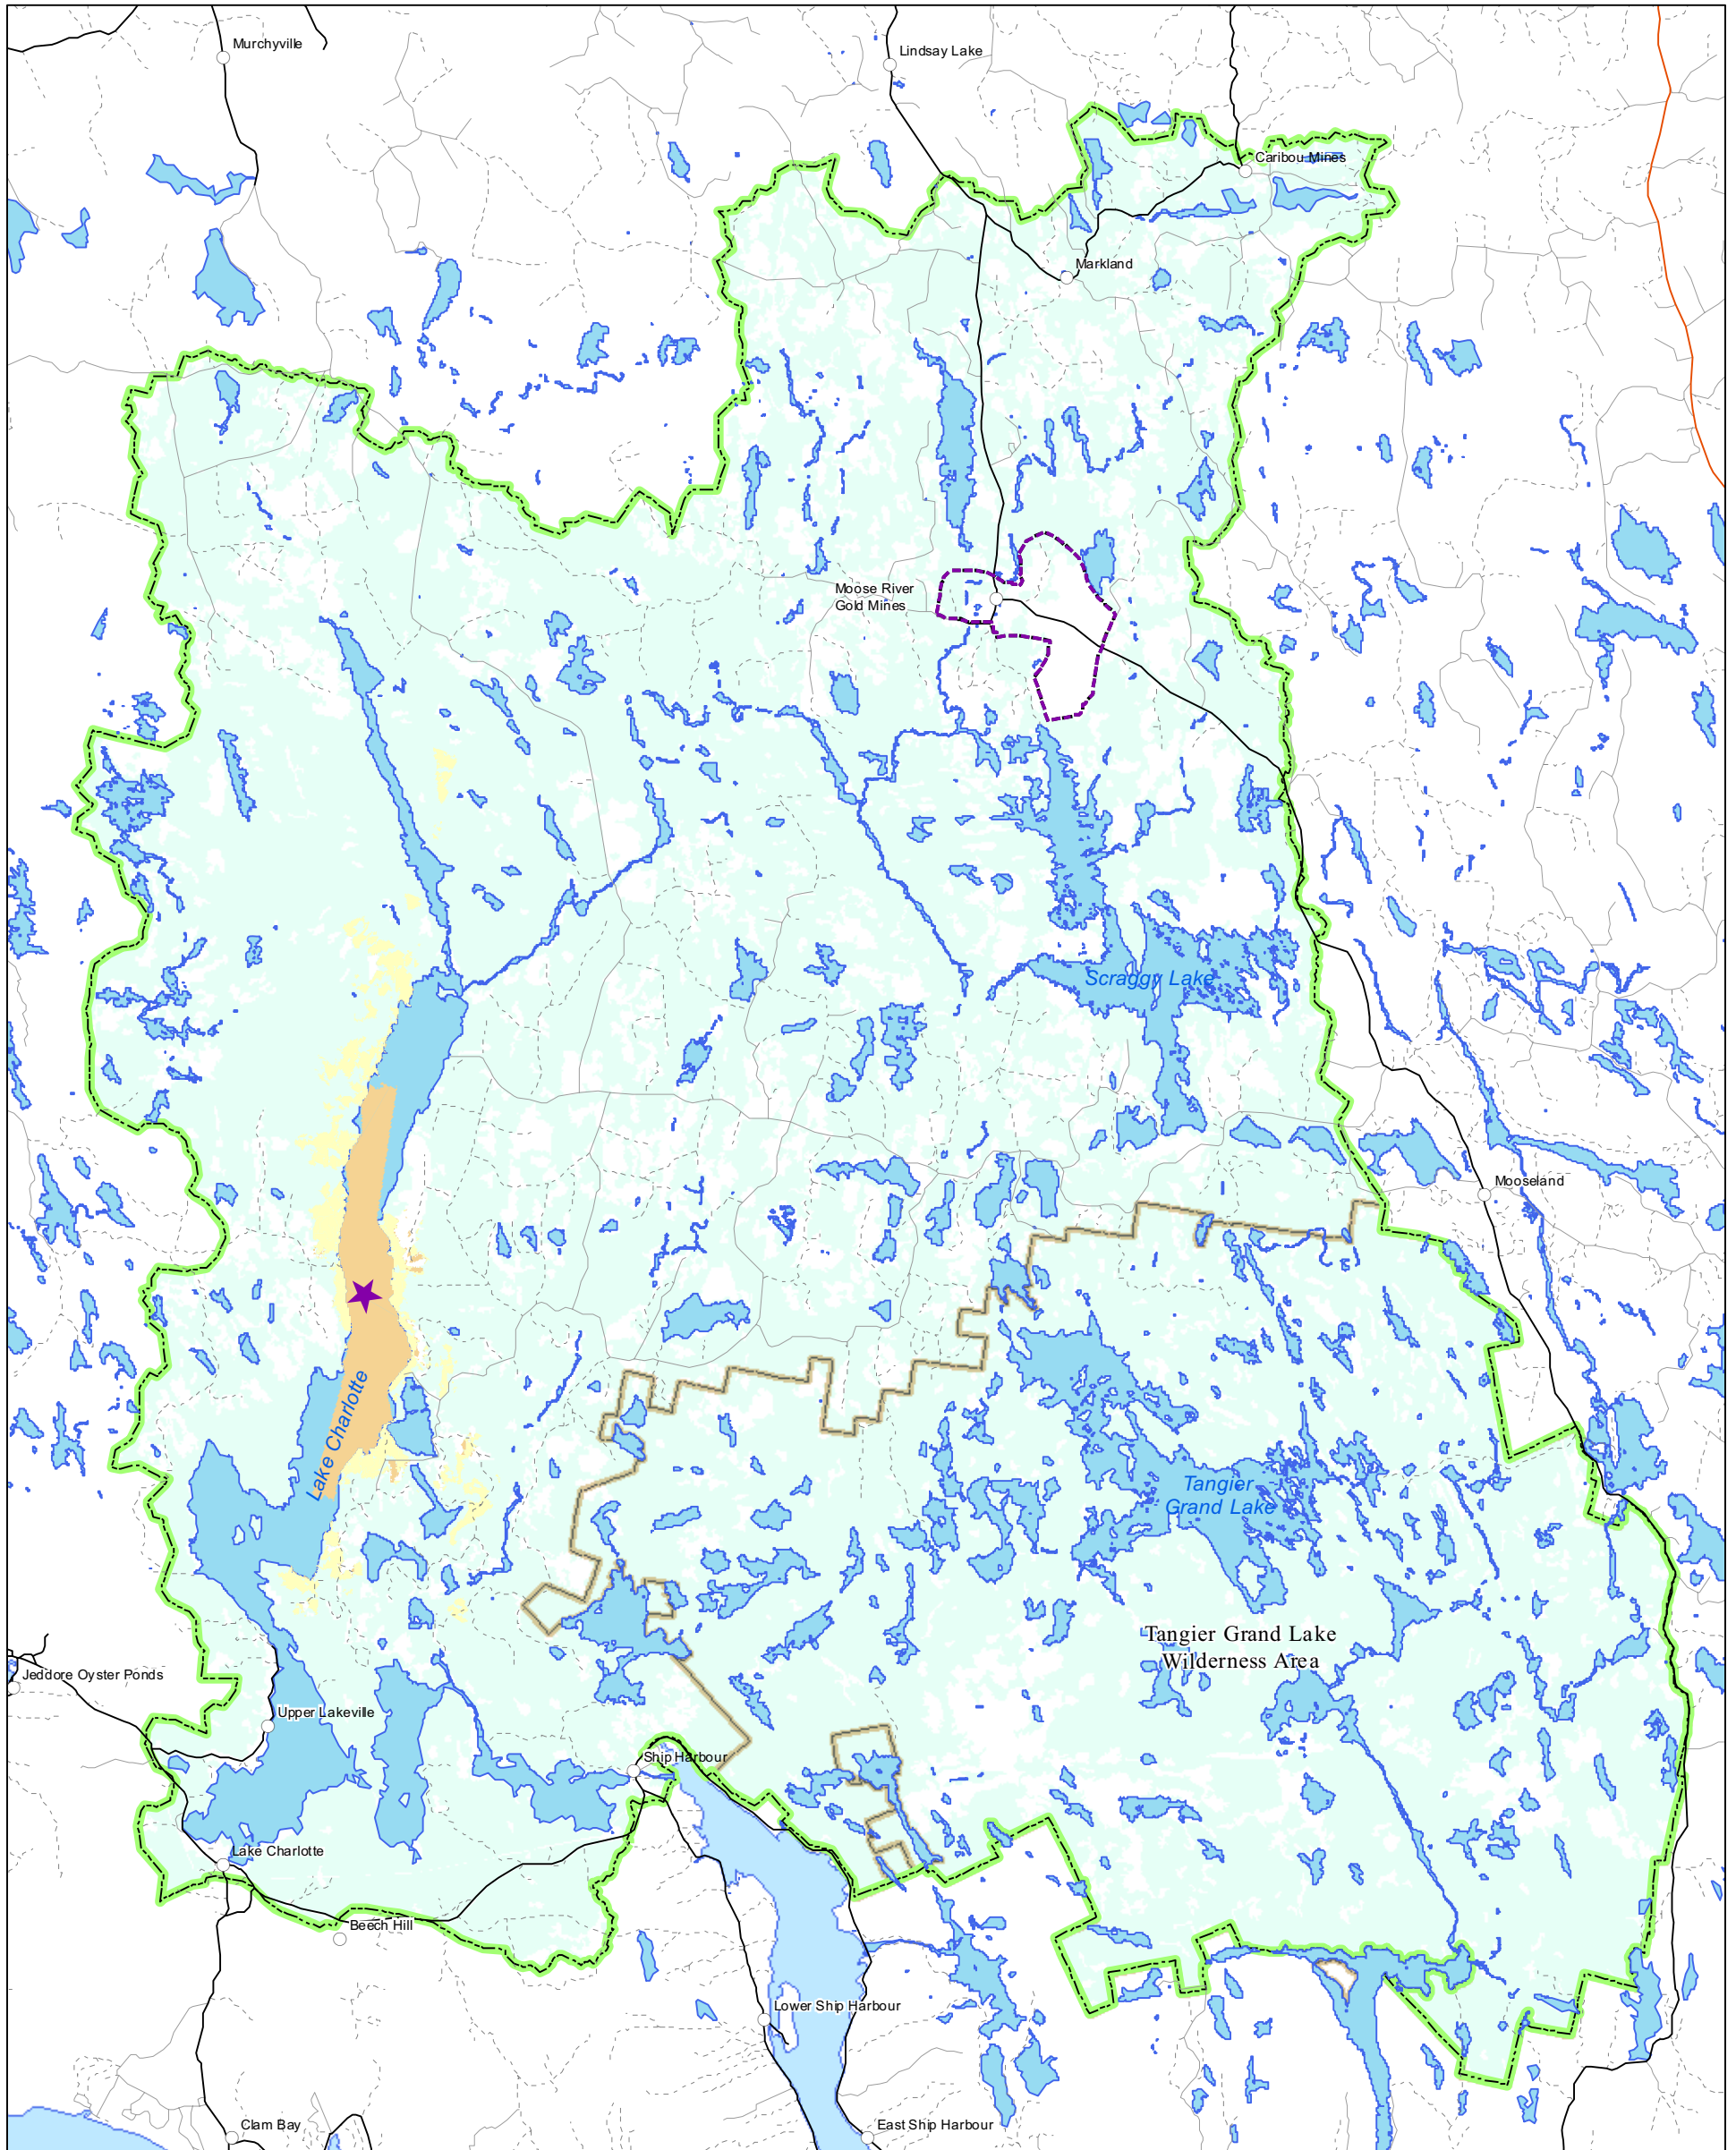 Murchyville
Lindsay Lake
Caribou Mines
Markland
Moose River
Gold Mines
Scraggy Lake
Mooseland
Lake Charlotte
Tangier
Grand Lake
Tangier Grand Lake
Wilderness Area
Jeddore Oyster Ponds
Upper Lakeville
Ship Harbour
Lake Charlotte
Beech Hill
Lower Ship Harbour
Clam Bay
East Ship Harbour